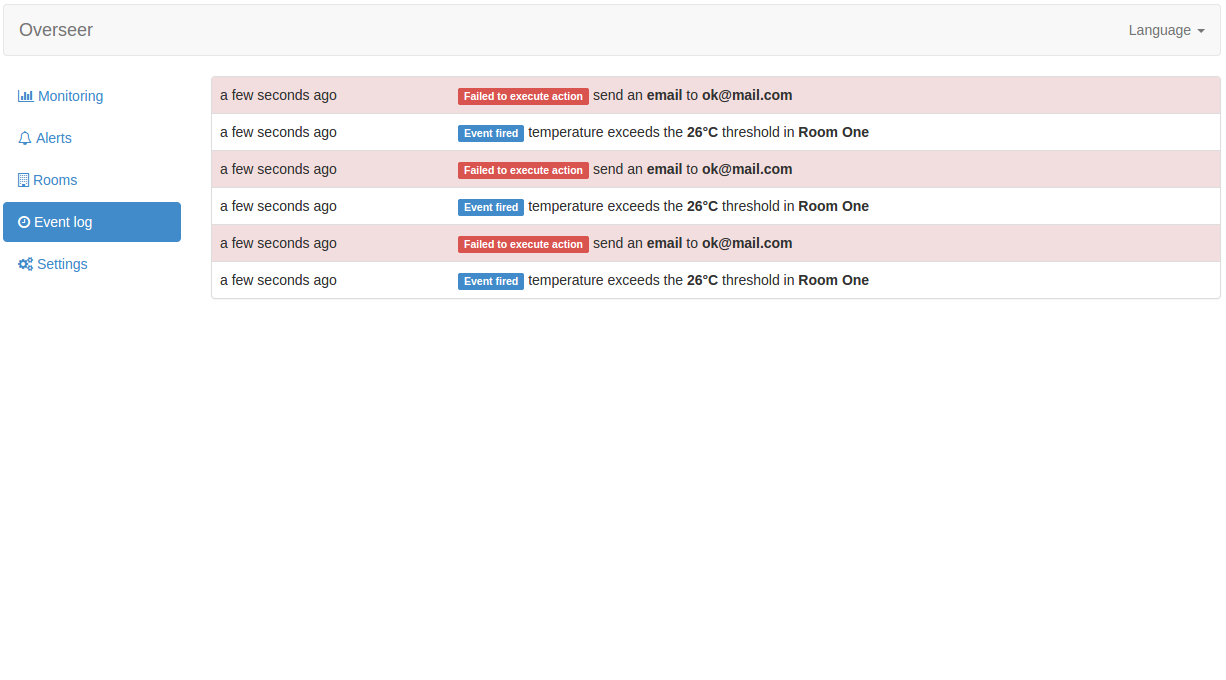 Overseer
Language
Monitoring
Alerts
Rooms
Event log
Settings
a few seconds ago Failed to execute action send an email to ok@mail.com
a few seconds ago Event fired temperature exceeds the 26°C threshold in Room One
a few seconds ago Failed to execute action send an email to ok@mail.com
a few seconds ago Event fired temperature exceeds the 26°C threshold in Room One
a few seconds ago Failed to execute action send an email to ok@mail.com
a few seconds ago Event fired temperature exceeds the 26°C threshold in Room One